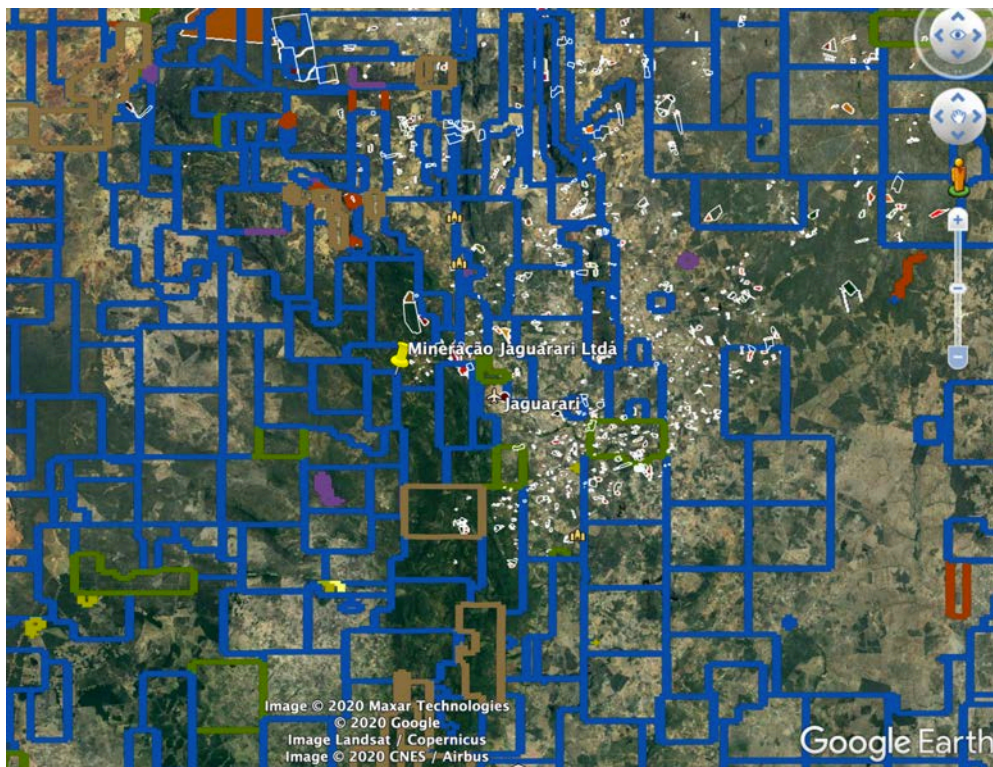 fd
Mineração Jaguarari Ltda
Jaguarari
Image © 2020 Maxar Technologies
© 2020 Google
Image Landsat / Copernicus
Image © 2020 CNES / Airbus
Google Earth